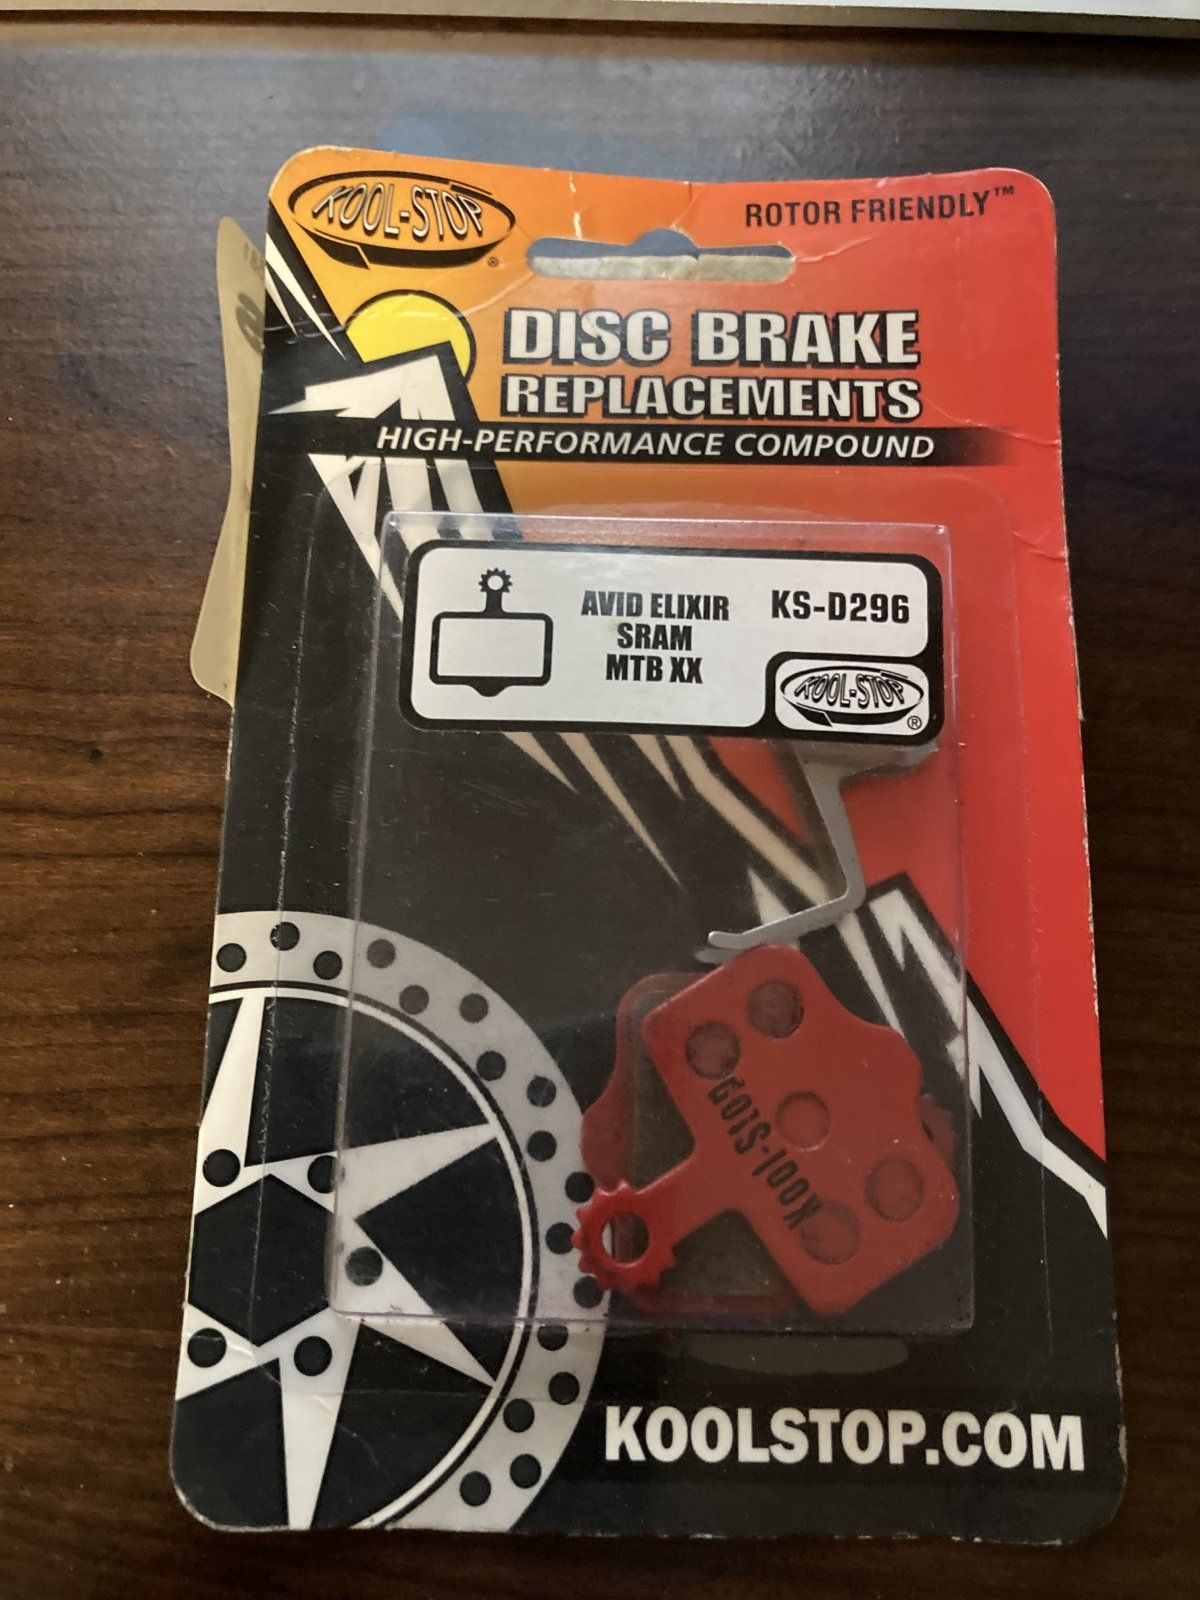 KOOL-STOP
®
ROTOR FRIENDLY™
DISC BRAKE
REPLACEMENTS
HIGH-PERFORMANCE COMPOUND
AVID ELIXIR
SRAM
MTB XX
KS-D296
KOOL-STOP
®
Kool-Stop
KOOLSTOP.COM